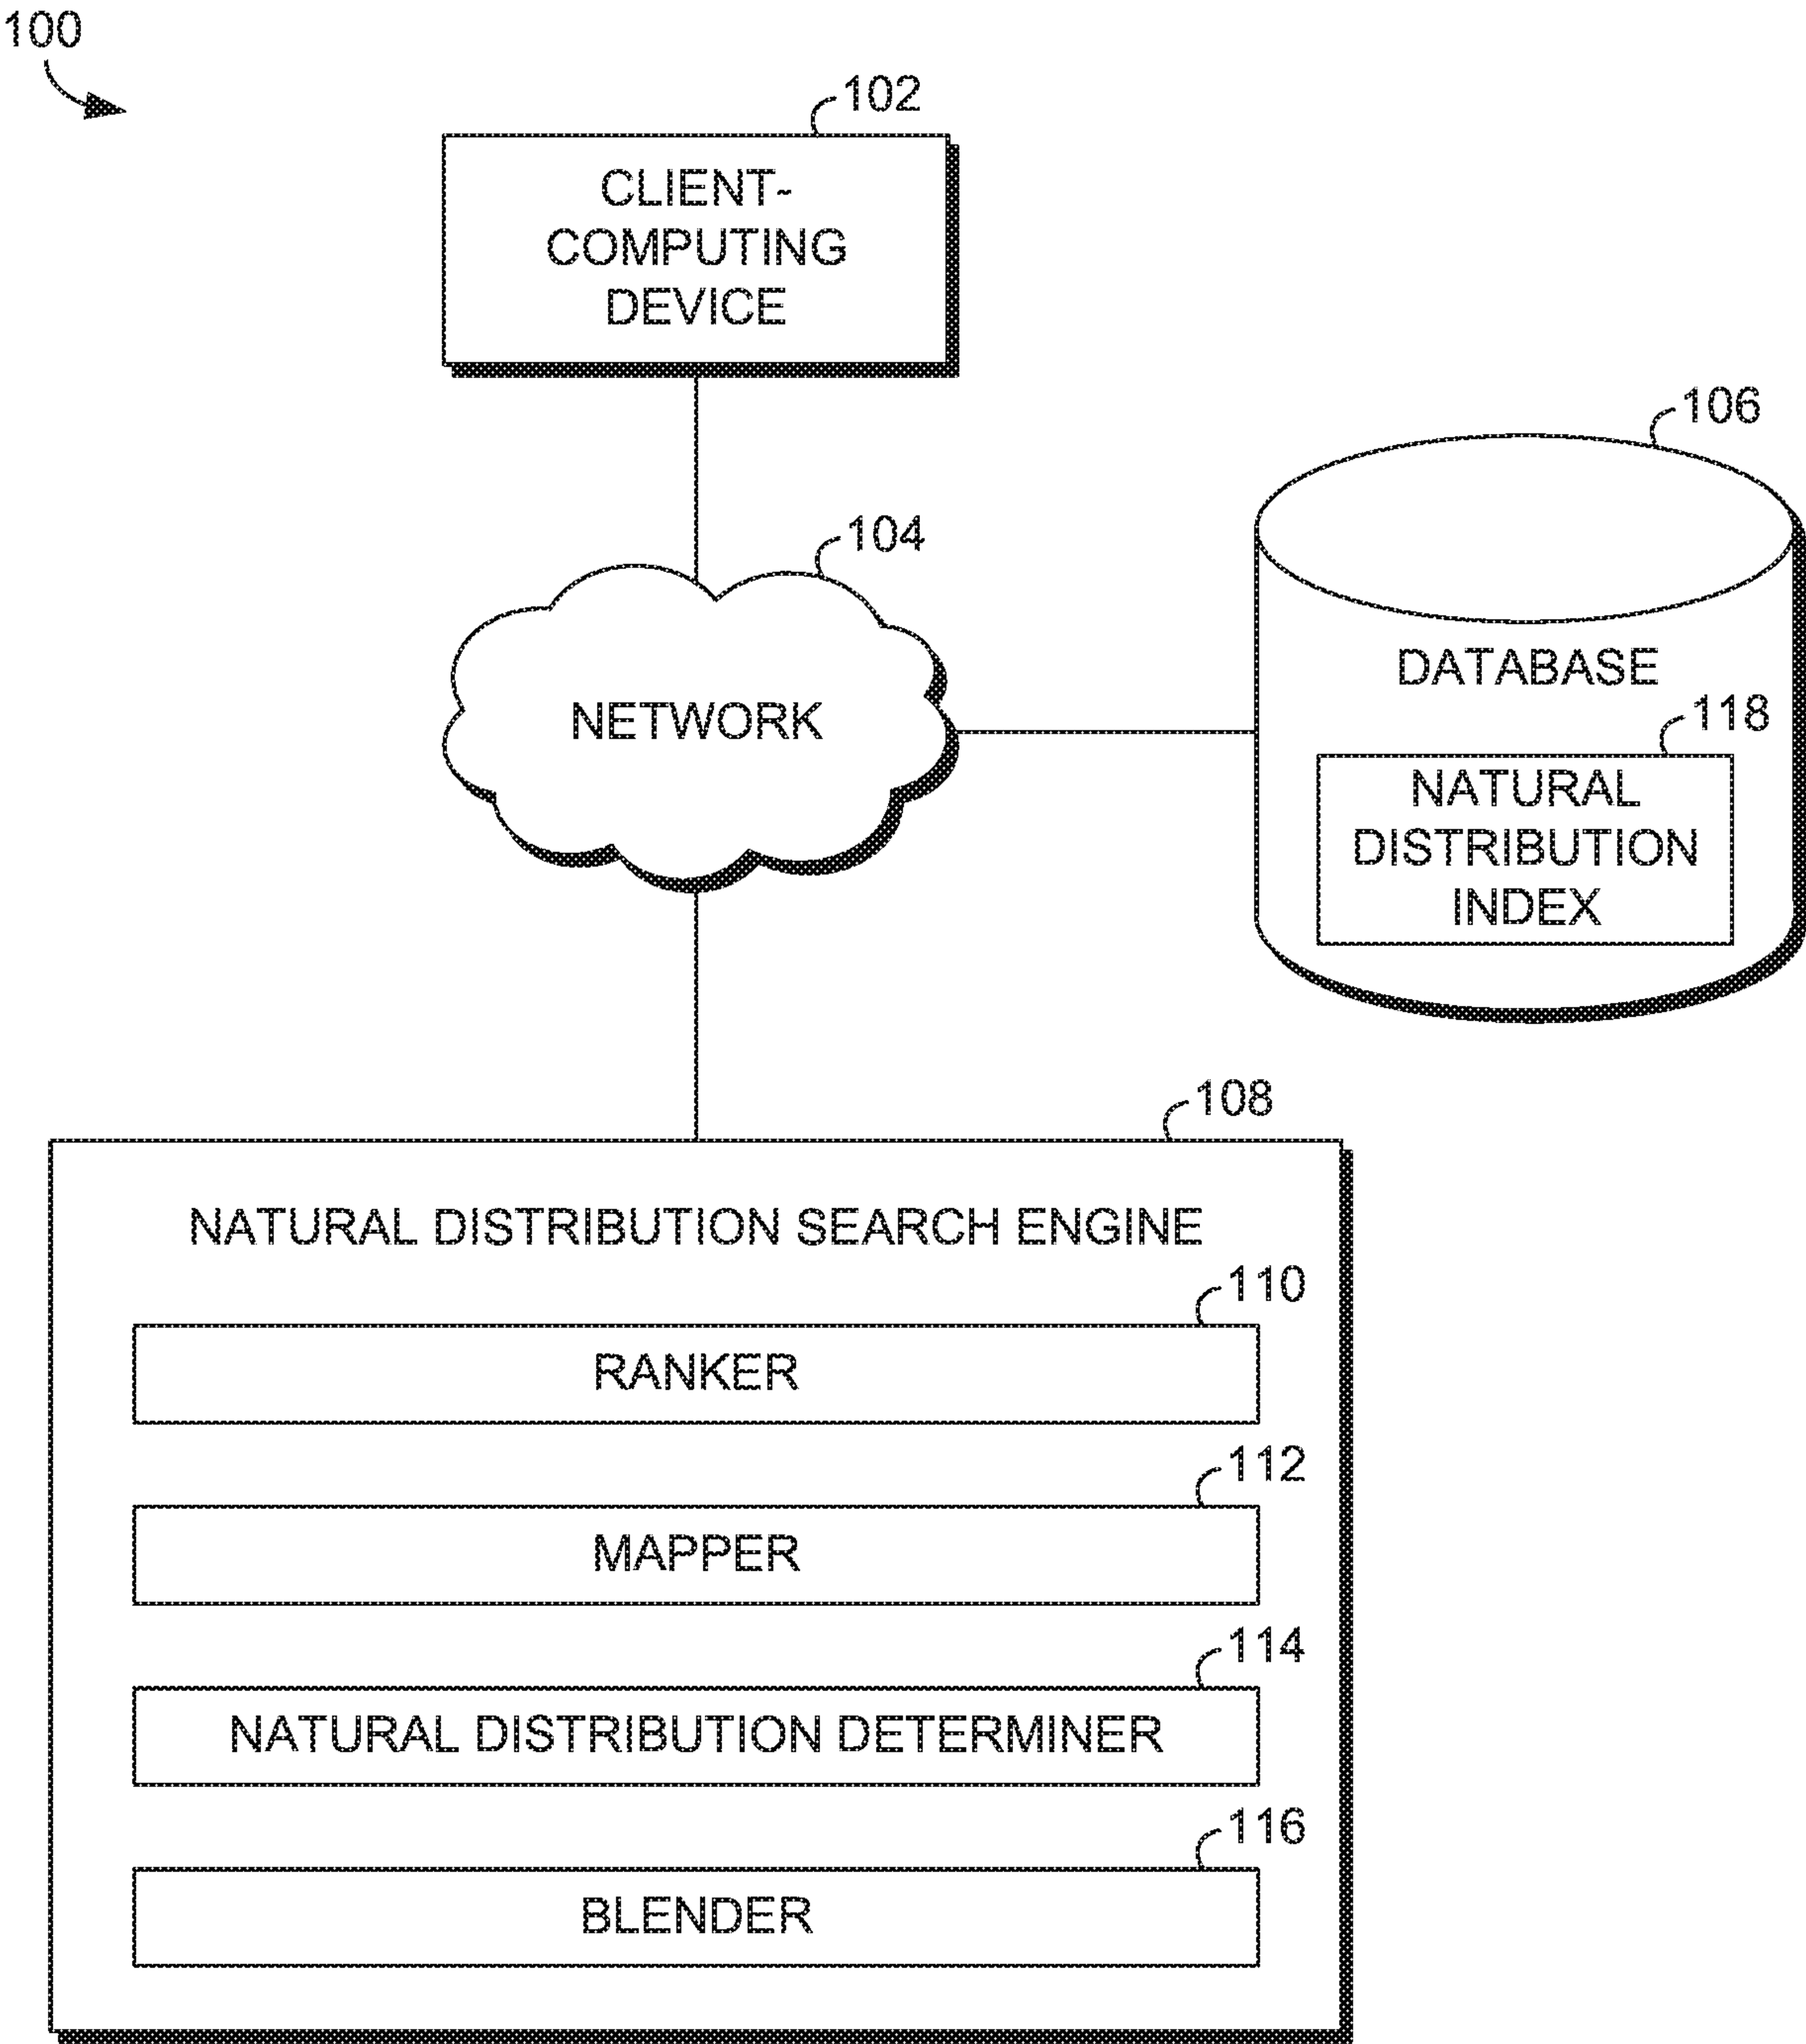 100
102
CLIENT-
COMPUTING
DEVICE
106
104
NETWORK
DATABASE
118
NATURAL
DISTRIBUTION
INDEX
108
NATURAL DISTRIBUTION SEARCH ENGINE
110
RANKER
112
MAPPER
114
NATURAL DISTRIBUTION DETERMINER
116
BLENDER